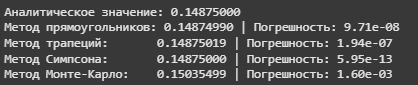 Аналитическое значение: 0.14875000
Метод прямоугольников: 0.14874990 | Погрешность: 9.71e-08
Метод трапеций:       0.14875019 | Погрешность: 1.94e-07
Метод Симпсона:       0.14875000 | Погрешность: 5.95e-13
Метод Монте-Карло:    0.15035499 | Погрешность: 1.60e-03